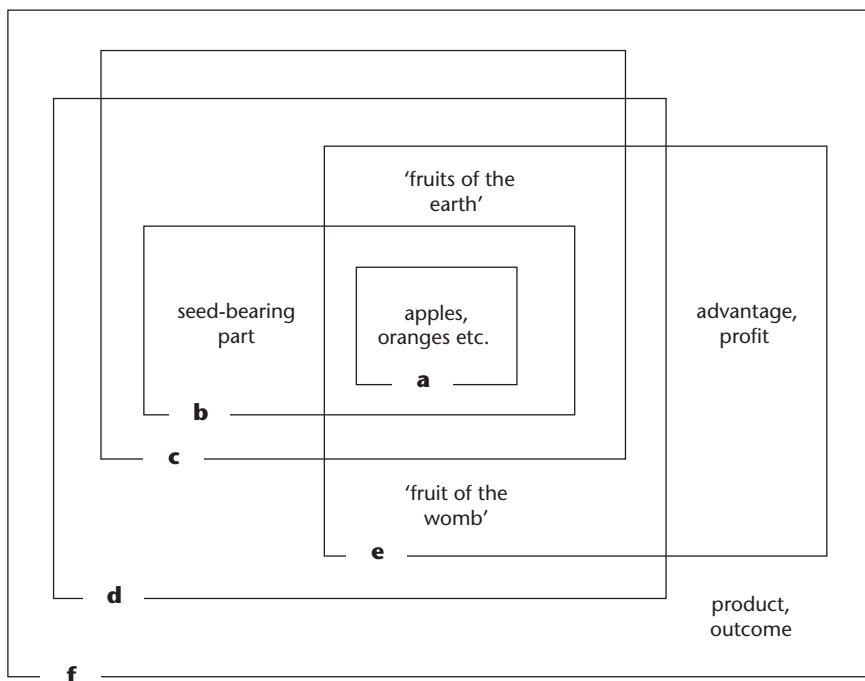 ‘fruits of the
earth’
seed-bearing
part
apples,
oranges etc.
advantage,
profit
a
b
c
‘fruit of the
womb’
e
d
product,
outcome
f